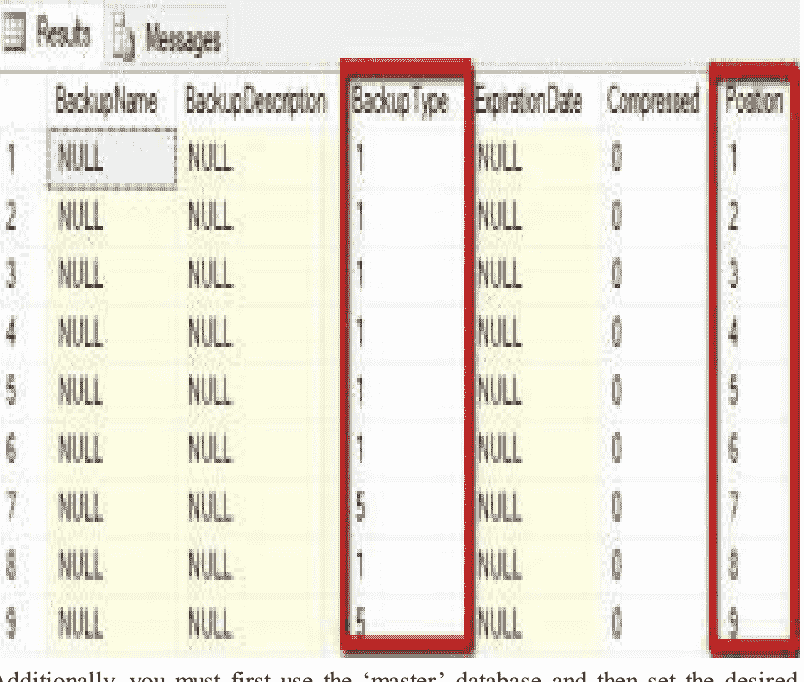 Results Messages
BackupName BackupDescription BackupType ExpirationDate Compressed Position
1 NULL NULL 1 NULL 0 1
2 NULL NULL 1 NULL 0 2
3 NULL NULL 1 NULL 0 3
4 NULL NULL 1 NULL 0 4
5 NULL NULL 1 NULL 0 5
6 NULL NULL 1 NULL 0 6
7 NULL NULL 5 NULL 0 7
8 NULL NULL 1 NULL 0 8
9 NULL NULL 5 NULL 0 9
Additionally, you must first use the ‘master’ database and then set the desired